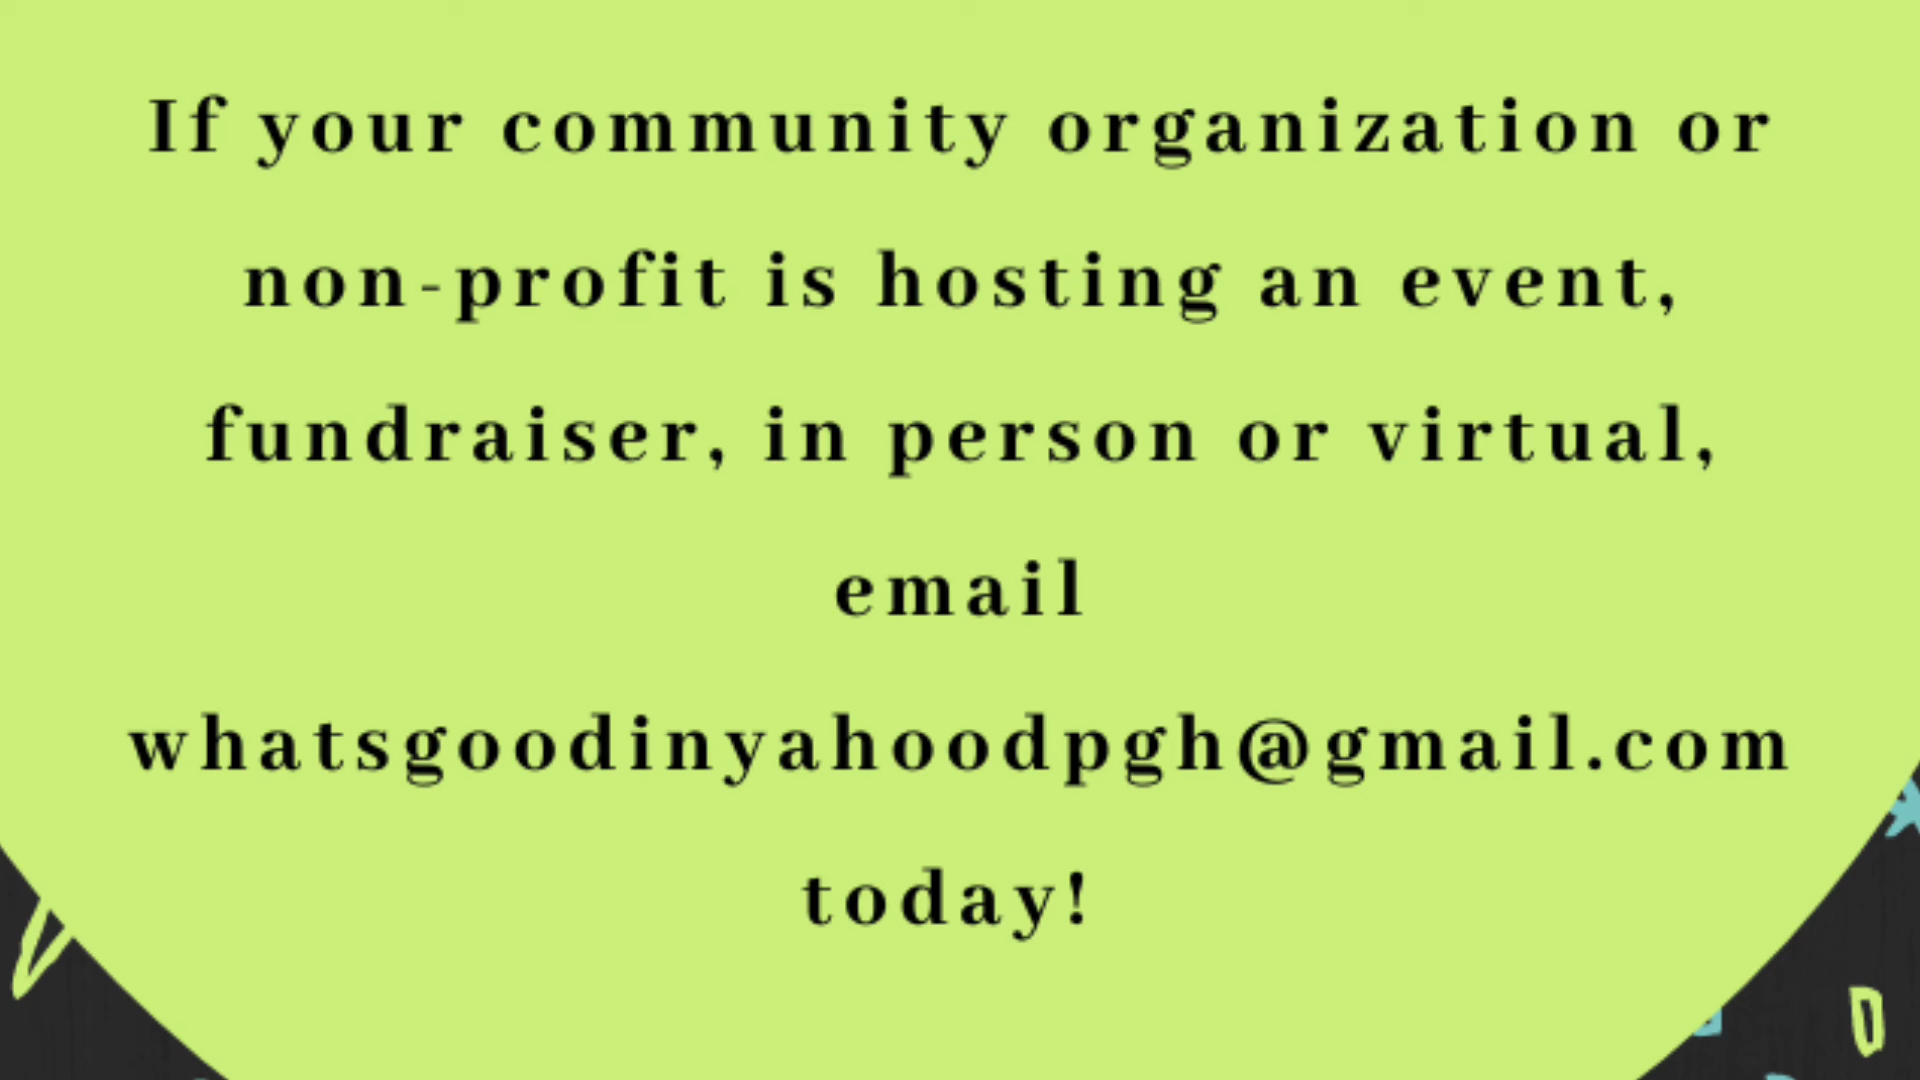 If your community organization or
non-profit is hosting an event,
fundraiser, in person or virtual,
email
whatsgoodinyahoodpgh@gmail.com
today!